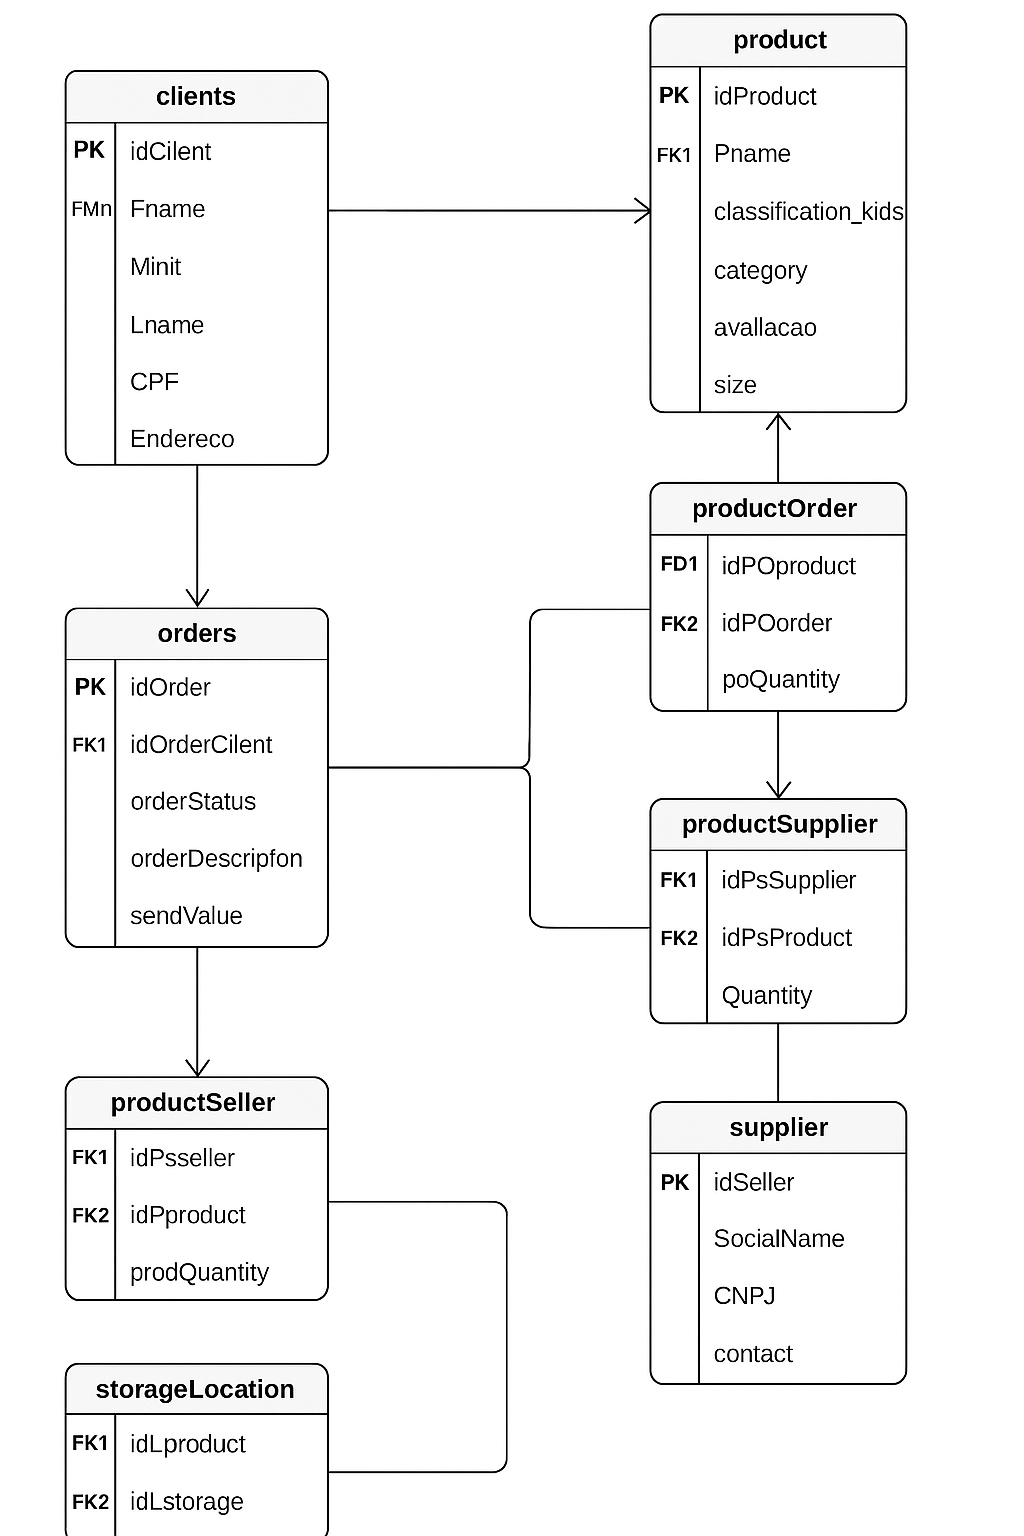 clients
PK idCilent
FMn Fname
Minit
Lname
CPF
Endereco
product
PK idProduct
FK1 Pname
classification_kids
category
avallacao
size
orders
PK idOrder
FK1 idOrderCilent
orderStatus
orderDescripfon
sendValue
productOrder
FD1 idPOproduct
FK2 idPOorder
poQuantity
productSupplier
FK1 idPsSupplier
FK2 idPsProduct
Quantity
productSeller
FK1 idPsseller
FK2 idPproduct
prodQuantity
supplier
PK idSeller
SocialName
CNPJ
contact
storageLocation
FK1 idLproduct
FK2 idLstorage